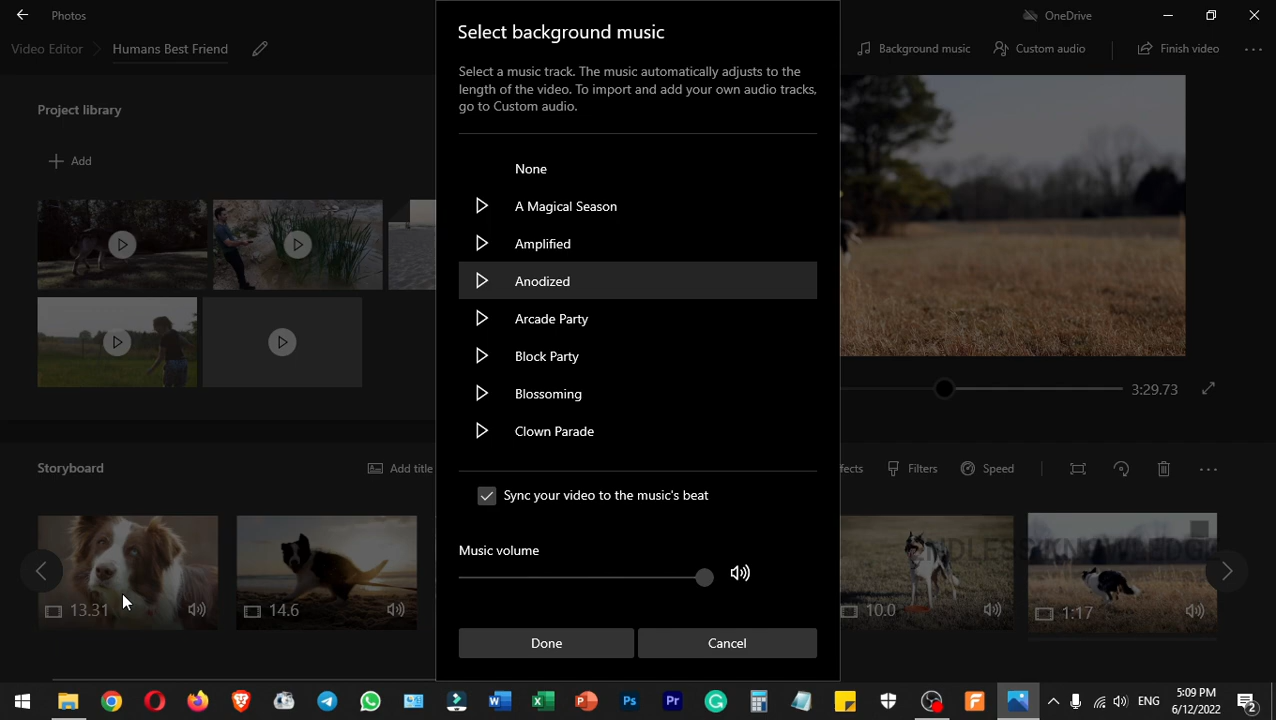 Photos
OneDrive
Video Editor
Humans Best Friend
Background music
Custom audio
Finish video
Project library
Add
Select background music
Select a music track. The music automatically adjusts to the
length of the video. To import and add your own audio tracks,
go to Custom audio.
None
A Magical Season
Amplified
Anodized
Arcade Party
Block Party
Blossoming
Clown Parade
Sync your video to the music's beat
Music volume
Done
Cancel
3:29.73
Storyboard
Add title
Filters
Speed
13.31
14.6
10.0
1:17
ENG
5:09 PM
6/12/2022
2